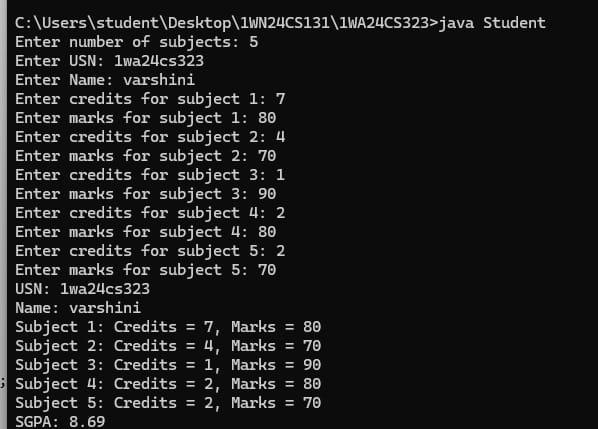 C:\Users\student\Desktop\1WN24CS131\1WA24CS323>java Student
Enter number of subjects: 5
Enter USN: 1wa24cs323
Enter Name: varshini
Enter credits for subject 1: 7
Enter marks for subject 1: 80
Enter credits for subject 2: 4
Enter marks for subject 2: 70
Enter credits for subject 3: 1
Enter marks for subject 3: 90
Enter credits for subject 4: 2
Enter marks for subject 4: 80
Enter credits for subject 5: 2
Enter marks for subject 5: 70
USN: 1wa24cs323
Name: varshini
Subject 1: Credits = 7, Marks = 80
Subject 2: Credits = 4, Marks = 70
Subject 3: Credits = 1, Marks = 90
Subject 4: Credits = 2, Marks = 80
Subject 5: Credits = 2, Marks = 70
SGPA: 8.69